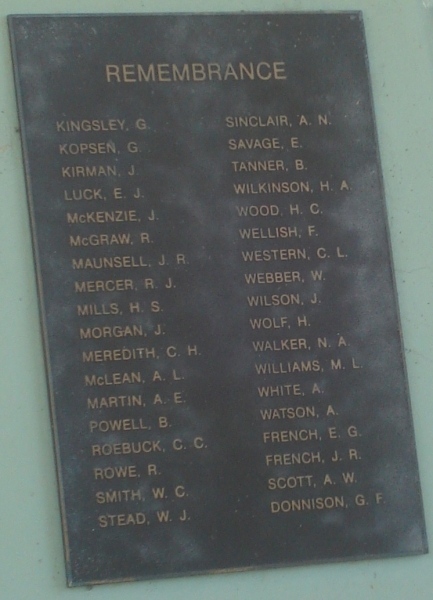 REMEMBRANCE
KINGSLEY, G.
KOPSEN, G.
KIRMAN, J.
LUCK, E. J.
McKENZIE, J.
McGRAW, R.
MAUNSELL, J. R.
MERCER, R. J.
MILLS, H. S.
MORGAN, J.
MEREDITH, C. H.
McLEAN, A. L.
MARTIN, A. E.
POWELL, B.
ROEBUCK, C. C.
ROWE, R.
SMITH, W. C.
STEAD, W. J.
SINCLAIR, A. N.
SAVAGE, E.
TANNER, B.
WILKINSON, H. A.
WOOD, H. C.
WELLISH, F.
WESTERN, C. L.
WEBBER, W.
WILSON, J.
WOLF, H.
WALKER, N. A.
WILLIAMS, M. L.
WHITE, A.
WATSON, A.
FRENCH, E. G.
FRENCH, J. R.
SCOTT, A. W.
DONNISON, G. F.